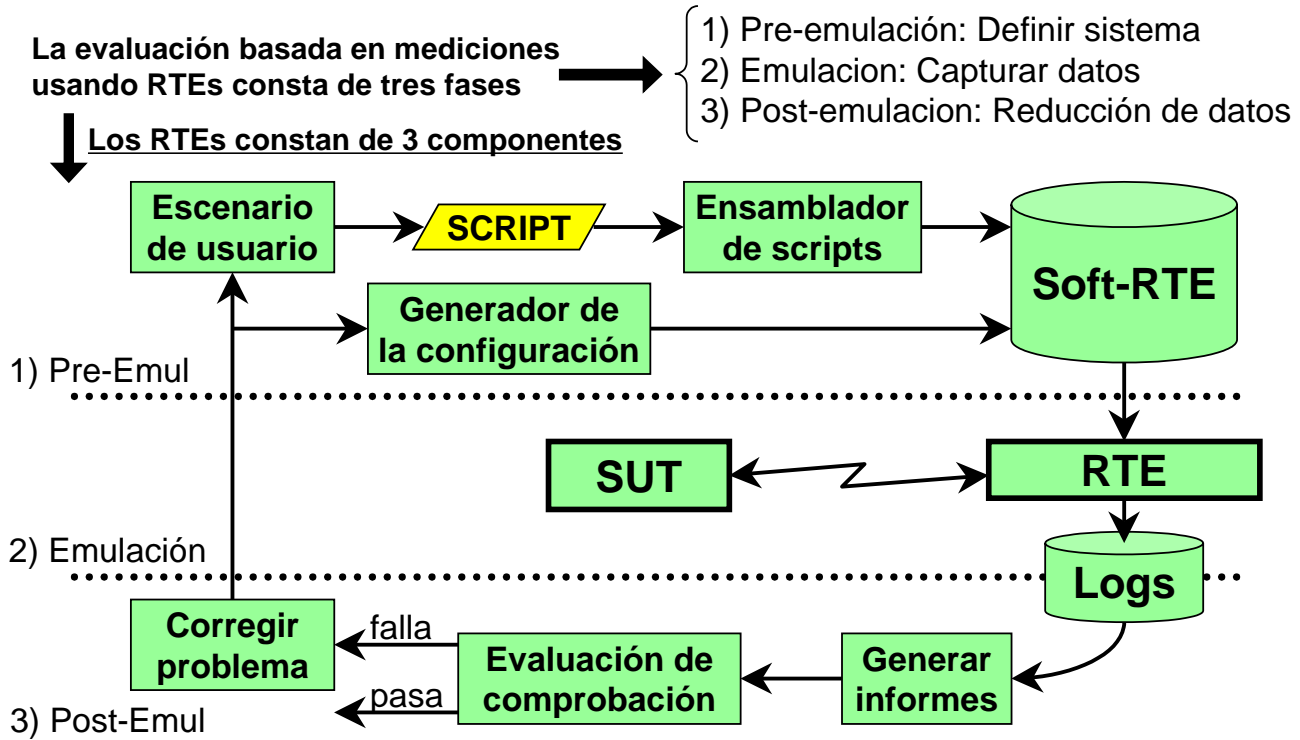 La evaluación basada en mediciones
usando RTEs consta de tres fases
1) Pre-emulación: Definir sistema
2) Emulacion: Capturar datos
3) Post-emulacion: Reducción de datos
Los RTEs constan de 3 componentes
Escenario
de usuario
SCRIPT
Ensamblador
de scripts
Soft-RTE
Generador de
la configuración
1) Pre-Emul
SUT
RTE
2) Emulación
Logs
Corregir
problema
falla
pasa
Evaluación de
comprobación
Generar
informes
3) Post-Emul